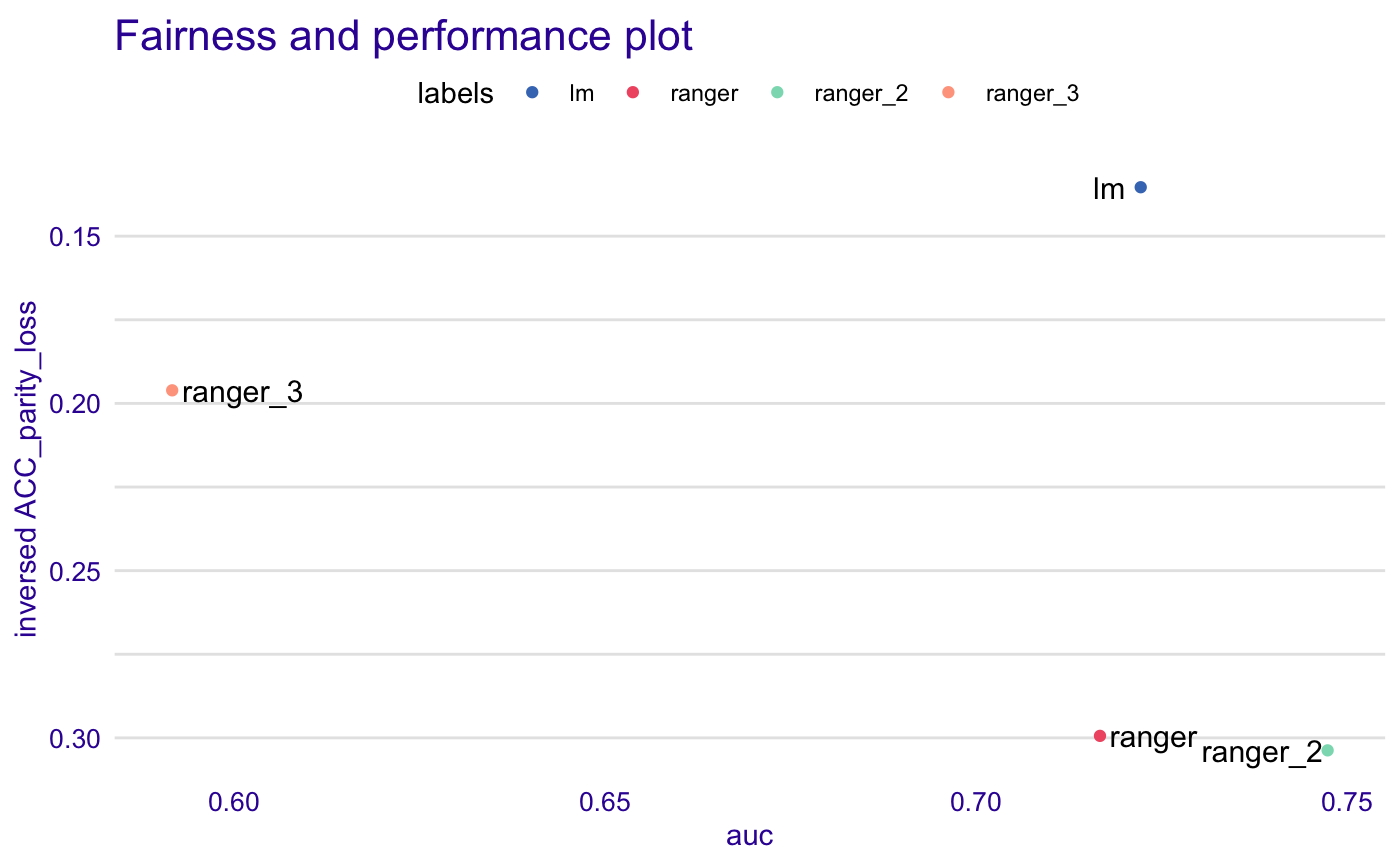 Fairness and performance plot
labels lm ranger ranger_2 ranger_3
lm
0.15
ranger_3
0.20
inversed ACC_parity_loss
0.25
0.30
ranger
ranger_2
0.60 0.65 0.70 0.75
auc